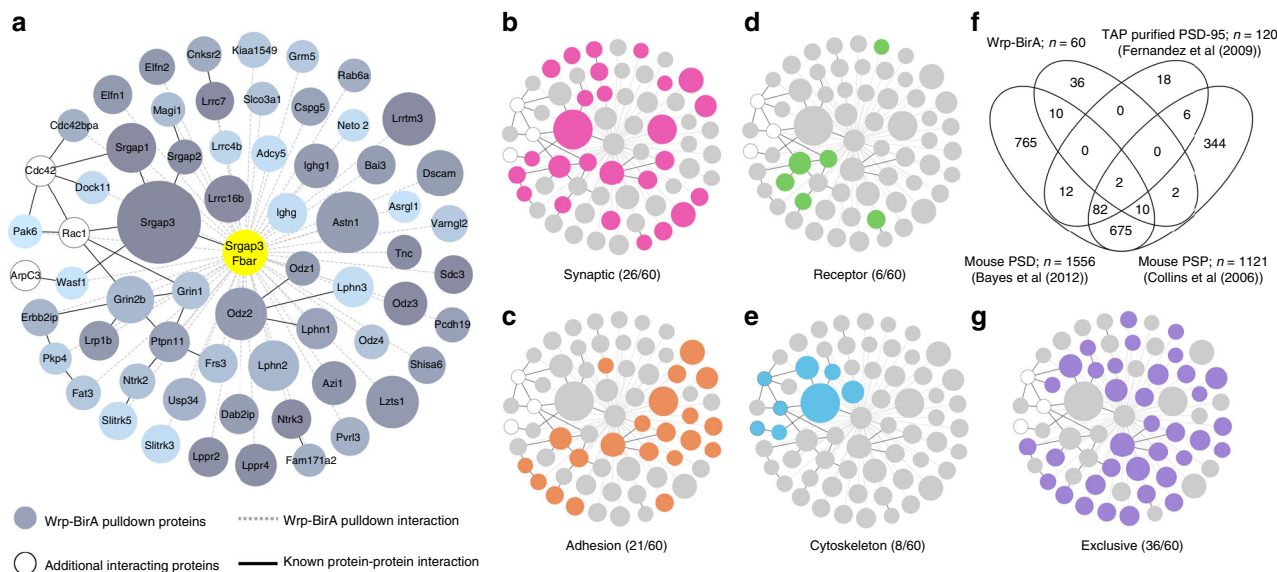 a
Cnksr2
Kiaa1549
Grm5
Elfn2
Rab6a
Elfn1
Magi1
Lrrc7
Slco3a1
Cspg5
Lrrtm3
Cdc42bpa
Srgap1
Srgap2
Lrrc4b
Adcy5
Neto 2
Ighg1
Bai3
Cdc42
Dock11
Lrrc16b
Dscam
Srgap3
Ighg
Astn1
Asrgl1
Pak6
Rac1
Varngl2
Srgap3
Fbar
Tnc
ArpC3
Wasf1
Odz1
Sdc3
Grin2b
Grin1
Lphn3
Odz3
Erbb2ip
Odz2
Pcdh19
Lrp1b
Ptpn11
Lphn1
Odz4
Pkp4
Frs3
Lphn2
Shisa6
Fat3
Ntrk2
Usp34
Azi1
Lzts1
Slitrk5
Dab2ip
Ntrk3
Slitrk3
Pvrl3
Lppr2
Lppr4
Fam171a2
Wrp-BirA pulldown proteins
Wrp-BirA pulldown interaction
Additional interacting proteins
Known protein-protein interaction
b
Synaptic (26/60)
c
Adhesion (21/60)
d
Receptor (6/60)
e
Cytoskeleton (8/60)
f
Wrp-BirA; n = 60
TAP purified PSD-95; n = 120
(Fernandez et al (2009))
36
18
10
0
6
765
344
0
0
12
2
2
82
10
675
Mouse PSD; n = 1556
(Bayes et al (2012))
Mouse PSP; n = 1121
(Collins et al (2006))
g
Exclusive (36/60)